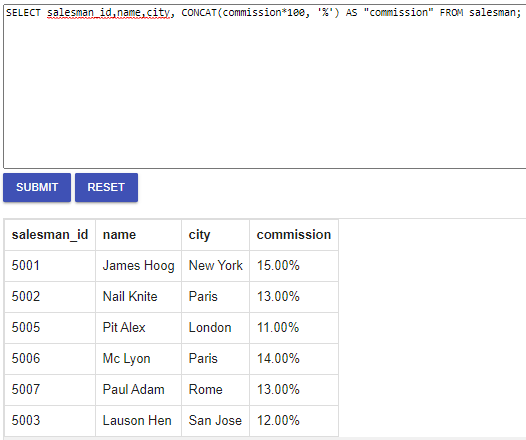 SELECT salesman_id,name,city, CONCAT(commission*100, '%') AS "commission" FROM salesman;
SUBMIT RESET
salesman_id name city commission
5001 James Hoog New York 15.00%
5002 Nail Knite Paris 13.00%
5005 Pit Alex London 11.00%
5006 Mc Lyon Paris 14.00%
5007 Paul Adam Rome 13.00%
5003 Lauson Hen San Jose 12.00%